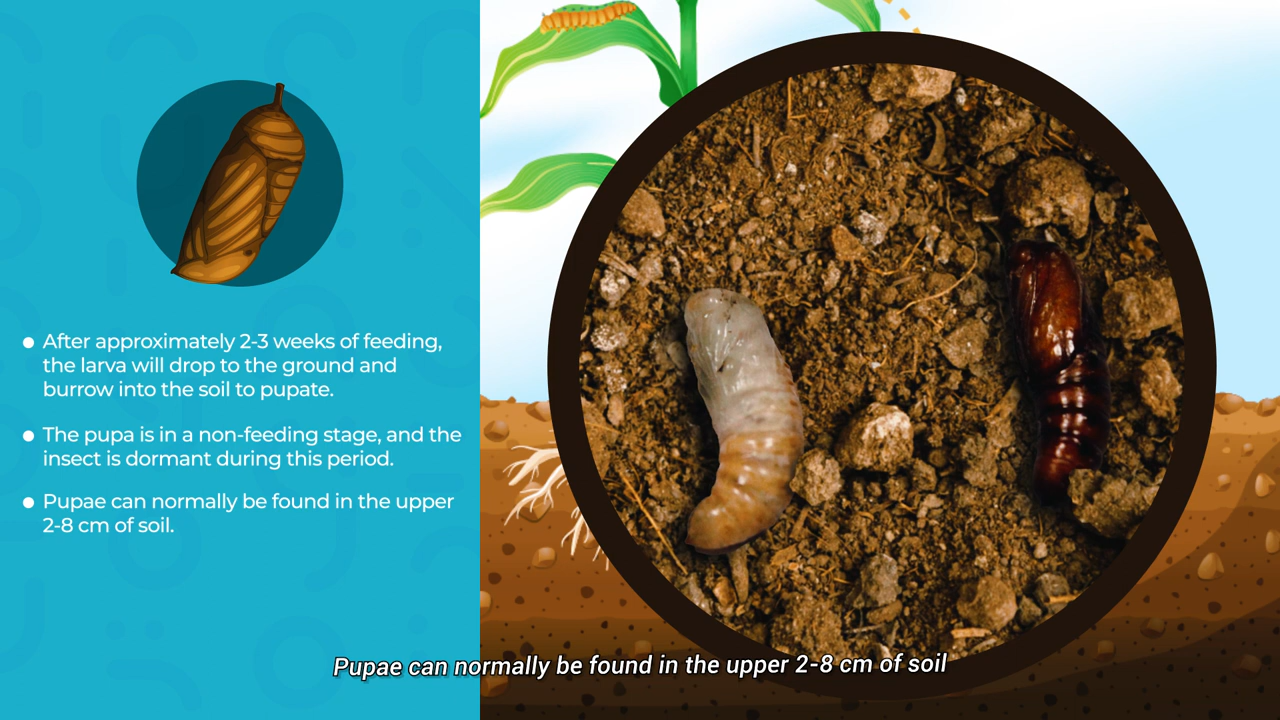 After approximately 2-3 weeks of feeding,
the larva will drop to the ground and
burrow into the soil to pupate.
The pupa is in a non-feeding stage, and the
insect is dormant during this period.
Pupae can normally be found in the upper
2-8 cm of soil.
Pupae can normally be found in the upper 2-8 cm of soil